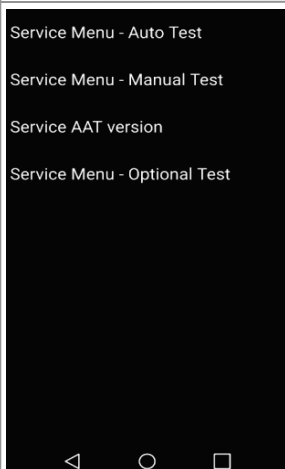 Service Menu - Auto Test
Service Menu - Manual Test
Service AAT version
Service Menu - Optional Test